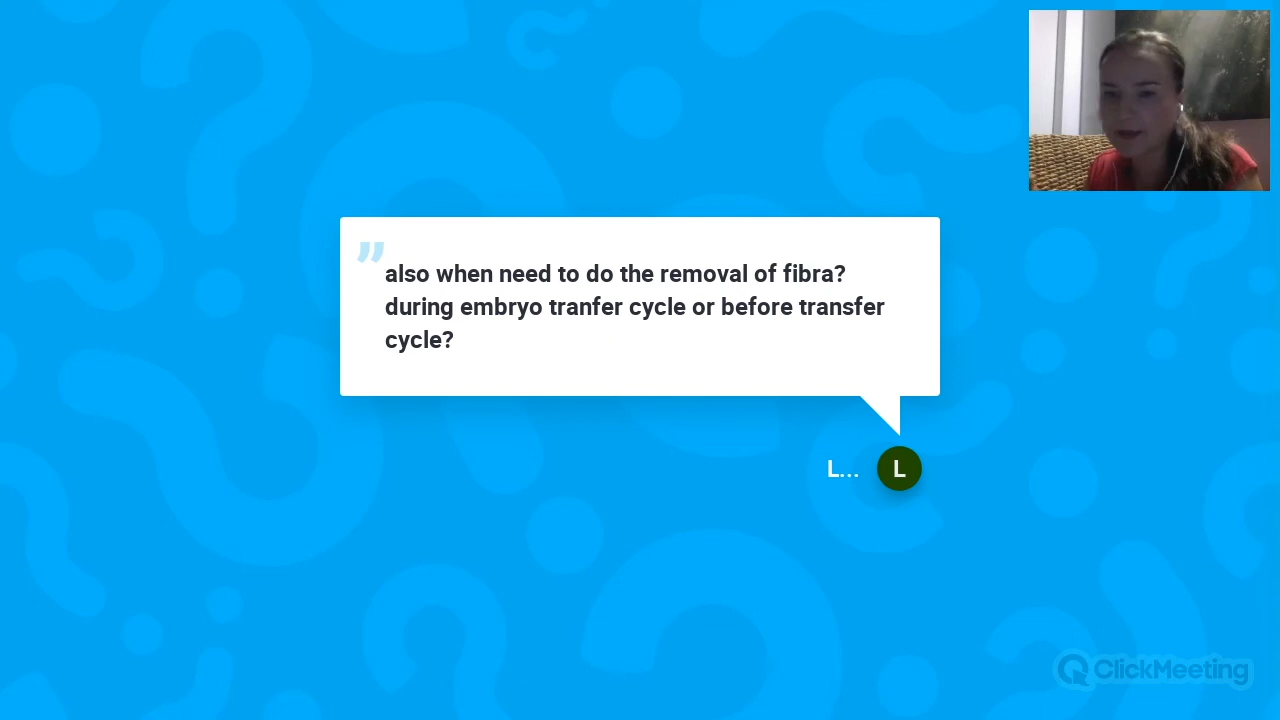 also when need to do the removal of fibra?
during embryo tranfer cycle or before transfer
cycle?
L...
L
ClickMeeting